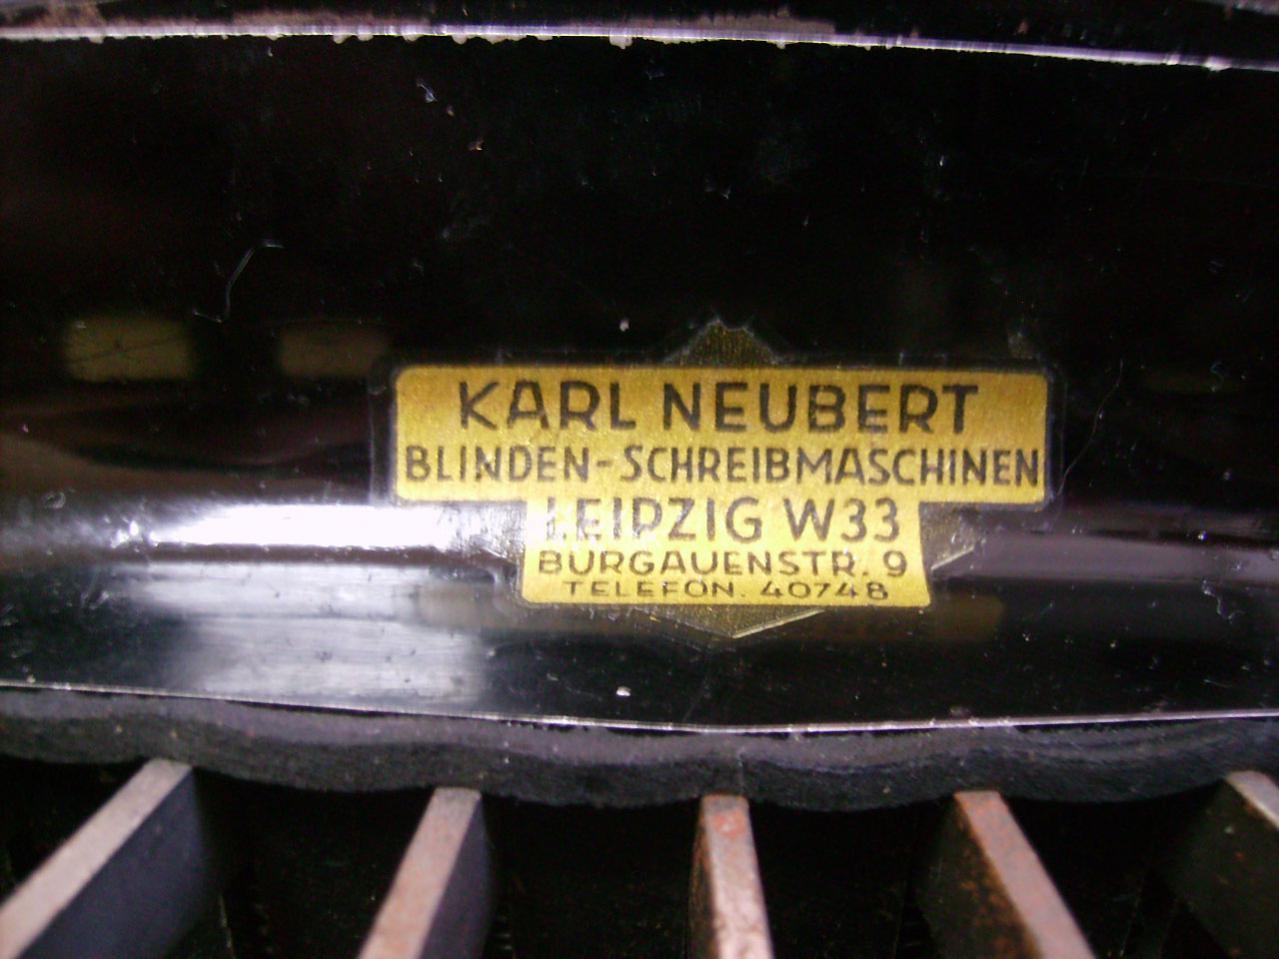 KARL NEUBERT
BLINDEN-SCHREIBMASCHINEN
LEIPZIG W33
BURGAUENSTR. 9
TELEFON. 40748